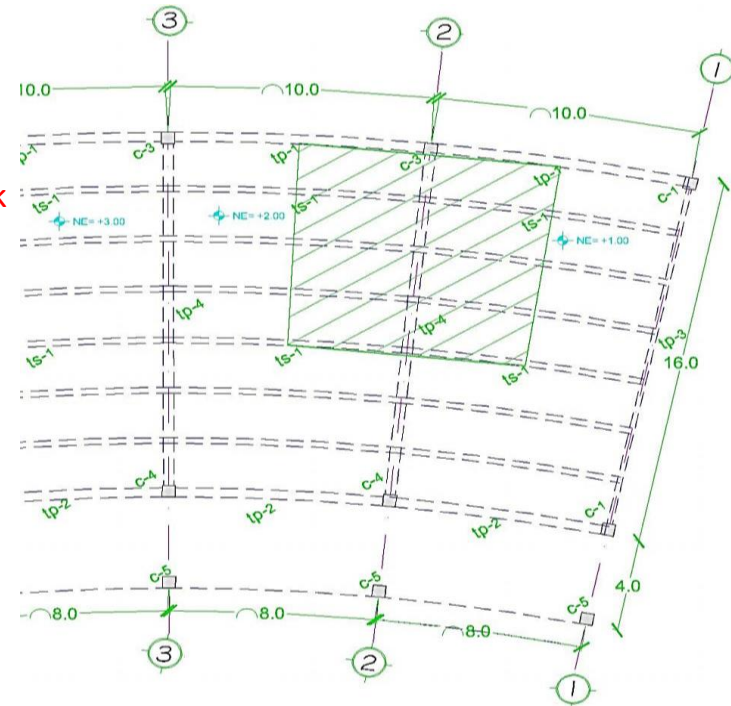 3
2
1
10.0
10.0
10.0
c-3
c-3
c-1
tp-1
tp-1
tp-1
ts-1
ts-1
ts-1
k
NE= +3.00
NE= +2.00
NE= +1.00
tp-4
tp-4
tp-3
16.0
ts-1
ts-1
ts-1
c-4
c-4
c-1
tp-2
tp-2
tp-2
c-5
c-5
c-5
4.0
8.0
8.0
8.0
3
2
1